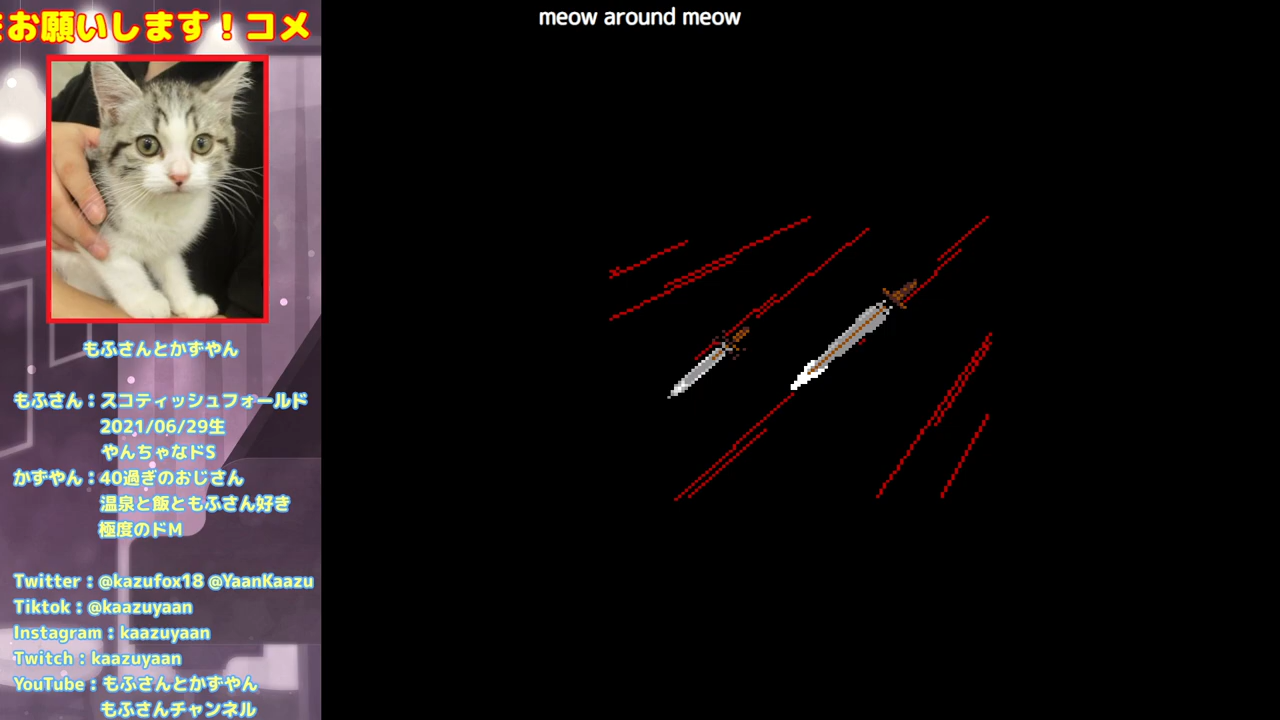 をお願いします！コメ
meow around meow
もふさんとかずやん
もふさん：スコティッシュフォールド
2021/06/29生
やんちゃなドS
かずやん：40過ぎのおじさん
温泉と飯ともふさん好き
極度のドM
Twitter：@kazufox18 @YaanKaazu
Tiktok：@kaazuyaan
Instagram：kaazuyaan
Twitch：kaazuyaan
YouTube：もふさんとかずやん
もふさんチャンネル